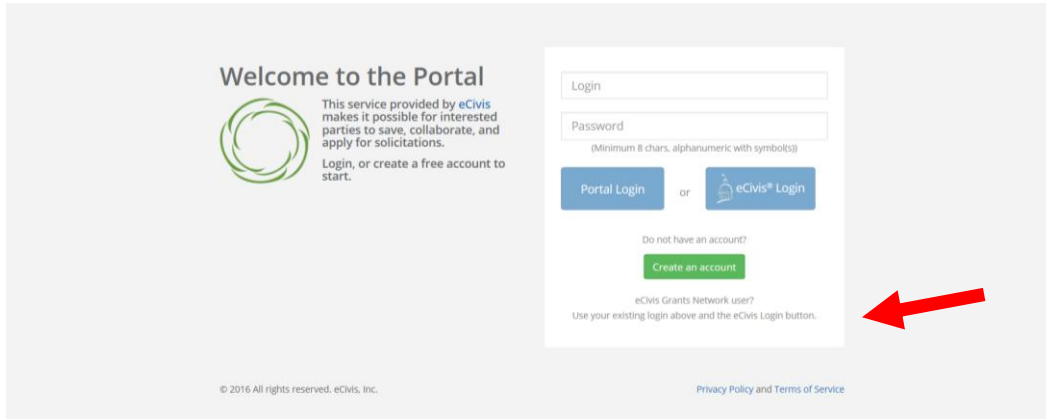 Welcome to the Portal
This service provided by eCivis
makes it possible for interested
parties to save, collaborate, and
apply for solicitations.
Login, or create a free account to
start.
Login
Password
(Minimum 8 chars, alphanumeric with symbol(s))
Portal Login
or
eCivis® Login
Do not have an account?
Create an account
eCivis Grants Network user?
Use your existing login above and the eCivis Login button.
© 2016 All rights reserved. eCivis, Inc.
Privacy Policy and Terms of Service